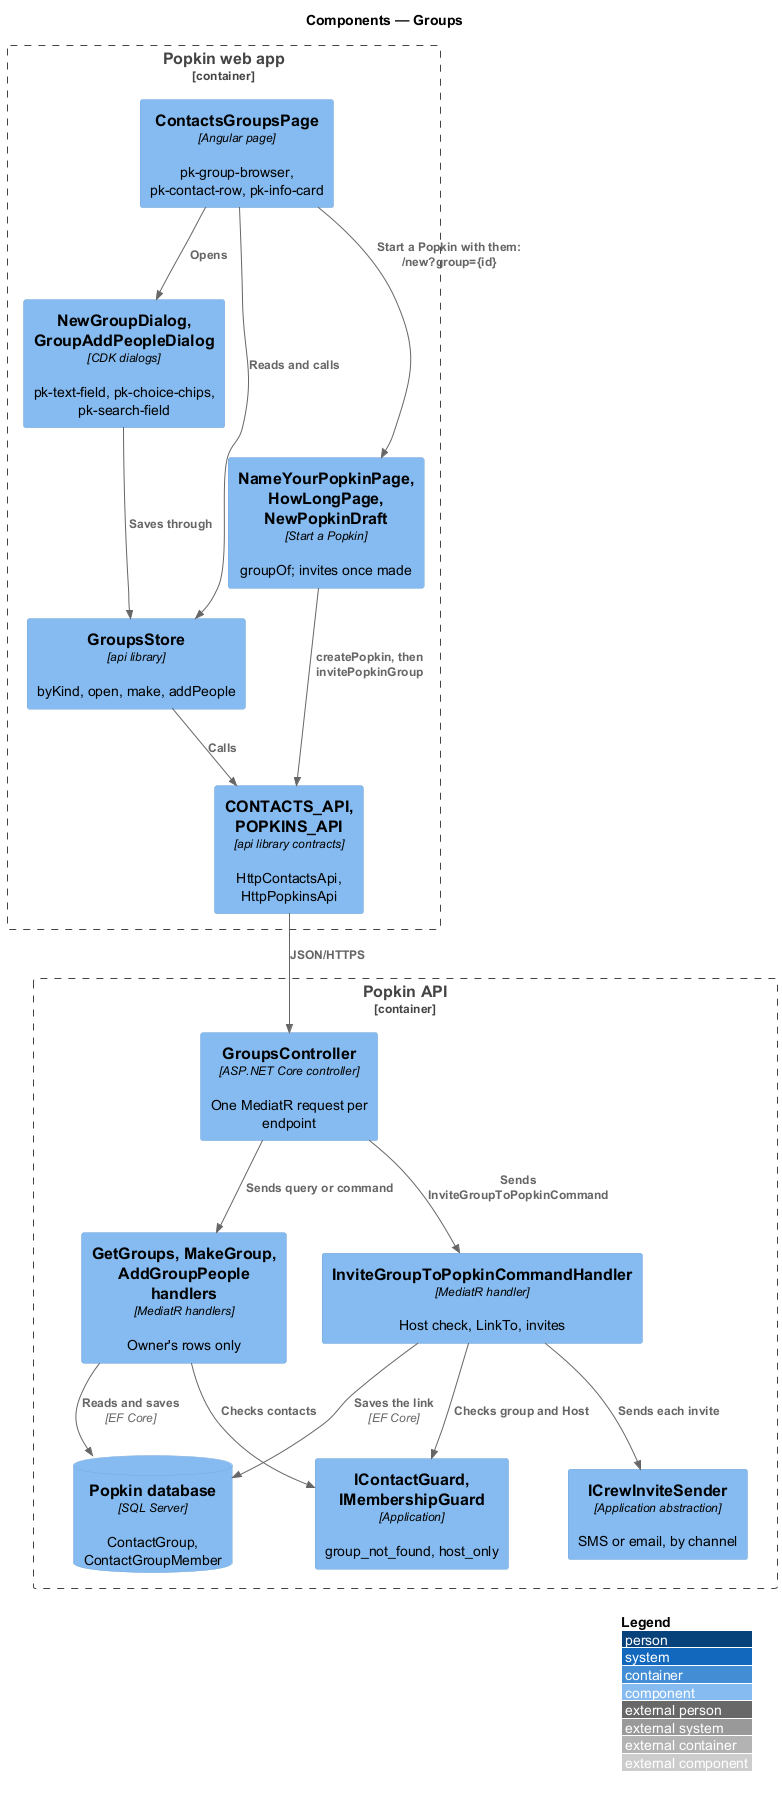 Components — Groups
Popkin web app
[container]
ContactsGroupsPage
[Angular page]
pk-group-browser,
pk-contact-row, pk-info-card
Opens
Start a Popkin with them:
/new?group={id}
NewGroupDialog,
GroupAddPeopleDialog
[CDK dialogs]
pk-text-field, pk-choice-chips,
pk-search-field
Reads and calls
NameYourPopkinPage,
HowLongPage,
NewPopkinDraft
[Start a Popkin]
groupOf; invites once made
Saves through
GroupsStore
[api library]
byKind, open, make, addPeople
createPopkin, then
invitePopkinGroup
Calls
CONTACTS_API,
POPKINS_API
[api library contracts]
HttpContactsApi,
HttpPopkinsApi
JSON/HTTPS
Popkin API
[container]
GroupsController
[ASP.NET Core controller]
One MediatR request per
endpoint
Sends query or command
Sends
InviteGroupToPopkinCommand
GetGroups, MakeGroup,
AddGroupPeople
handlers
[MediatR handlers]
Owner's rows only
InviteGroupToPopkinCommandHandler
[MediatR handler]
Host check, LinkTo, invites
Reads and saves
[EF Core]
Checks contacts
Saves the link
[EF Core]
Checks group and Host
Sends each invite
Popkin database
[SQL Server]
ContactGroup,
ContactGroupMember
IContactGuard,
IMembershipGuard
[Application]
group_not_found, host_only
ICrewInviteSender
[Application abstraction]
SMS or email, by channel
Legend
person
system
container
component
external person
external system
external container
external component